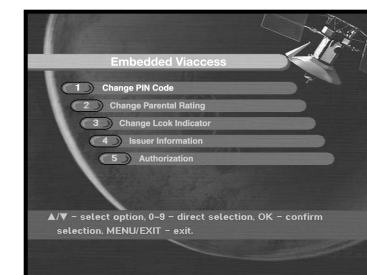 Embedded Viaccess
1 Change PIN Code
2 Change Parental Rating
3 Change Lcok Indicator
4 Issuer Information
5 Authorization
▲/▼ – select option, 0~9 – direct selection, OK – confirm
selection, MENU/EXIT – exit.